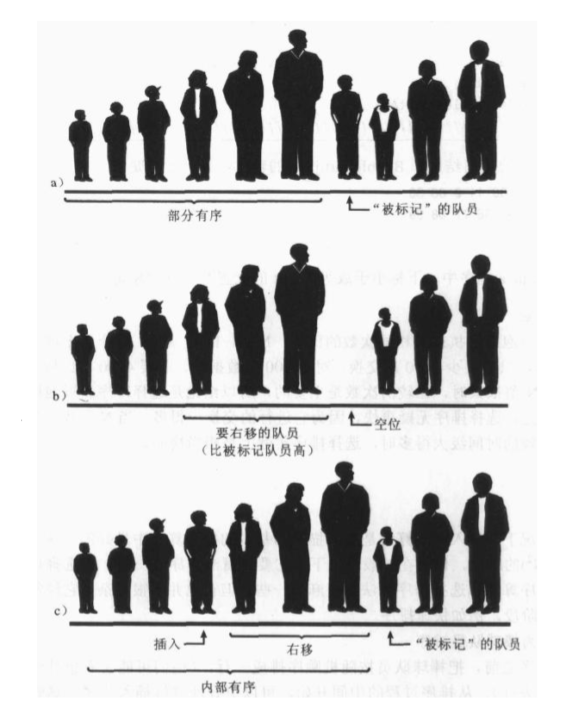 a)
部分有序
“被标记”的队员
b)
要右移的队员
(比被标记队员高)
空位
c)
插入
右移
“被标记”的队员
内部有序